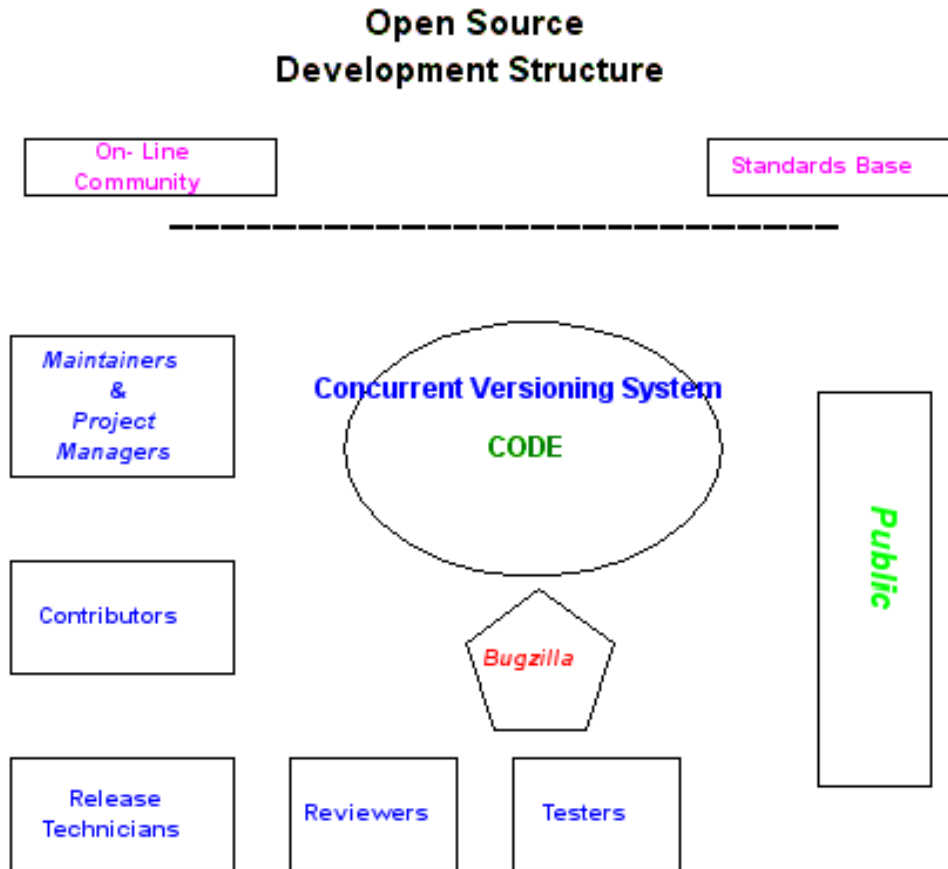 Open Source
Development Structure
On- Line
Community
Standards Base
Maintainers
&
Project
Managers
Concurrent Versioning System
CODE
Public
Contributors
Bugzilla
Release
Technicians
Reviewers
Testers